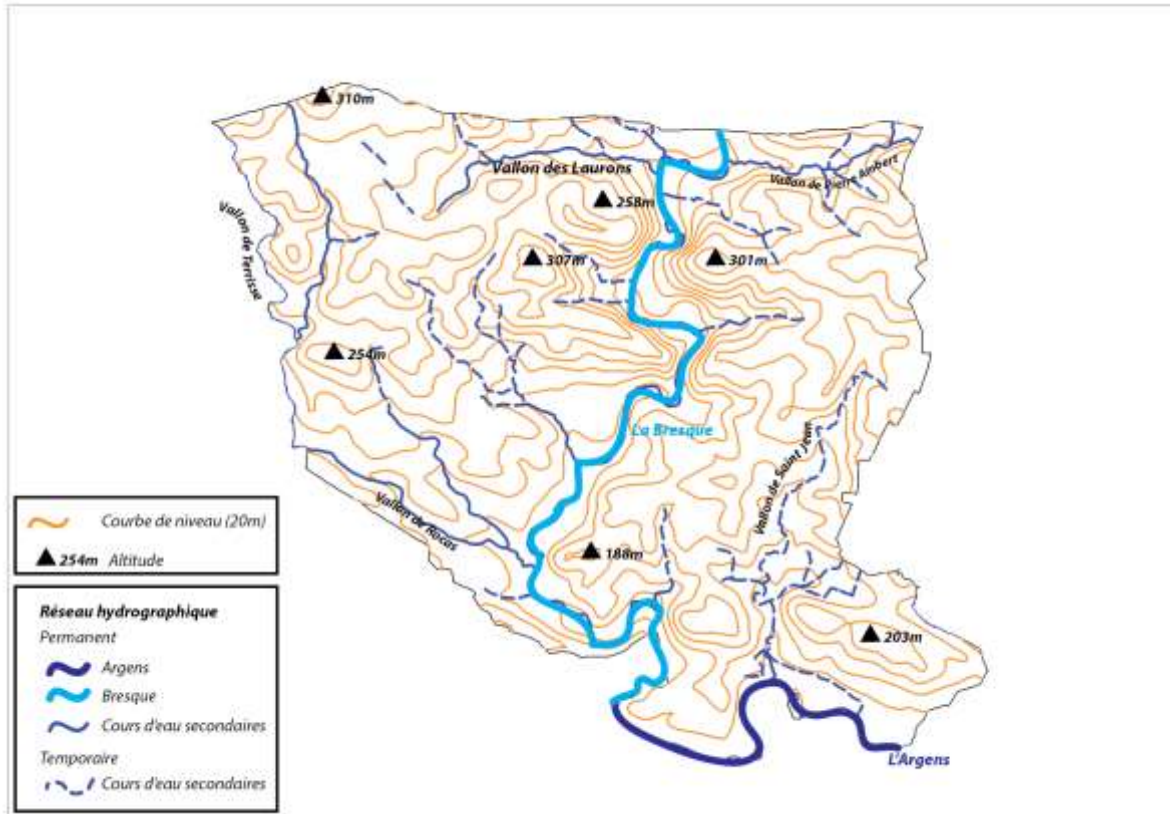 310m
Vallon des Laurons
Vallon de Pierre Ambert
258m
Vallon de Terrisse
307m
301m
254m
La Bresque
Vallon de Saint Jean
Vallon de Rocas
188m
203m
L'Argens
Courbe de niveau (20m)
254m Altitude
Réseau hydrographique
Permanent
Argens
Bresque
Cours d'eau secondaires
Temporaire
Cours d'eau secondaires